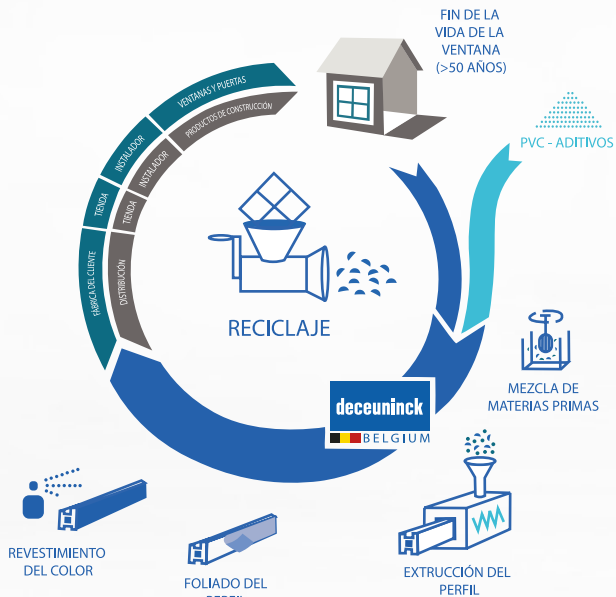 FIN DE LA
VIDA DE LA
VENTANA
(>50 AÑOS)
PVC - ADITIVOS
VENTANAS Y PUERTAS
PRODUCTOS DE CONSTRUCCIÓN
INSTALADOR
INSTALADOR
TIENDA
TIENDA
FÁBRICA DEL CLIENTE
DISTRIBUCIÓN
RECICLAJE
MEZCLA DE
MATERIAS PRIMAS
deceuninck
BELGIUM
REVESTIMIENTO
DEL COLOR
FOLIADO DEL
EXTRUCCIÓN DEL
PERFIL